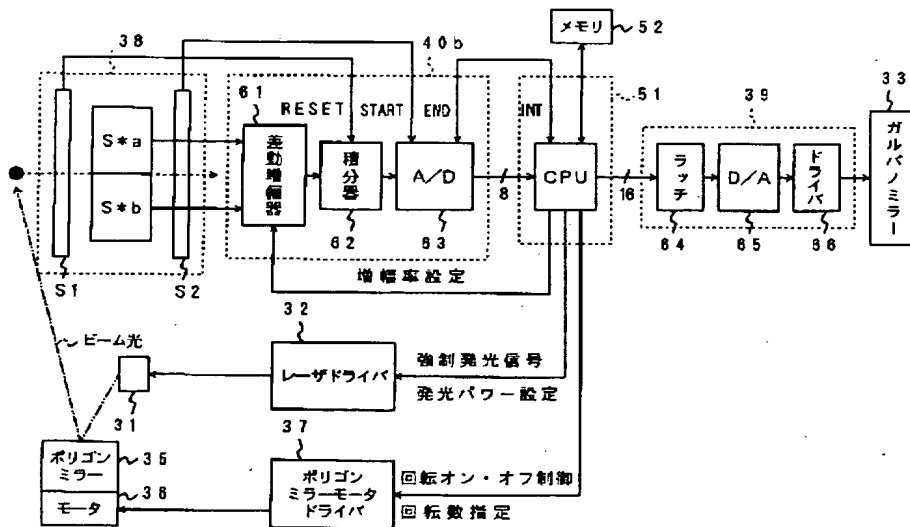 メモリ
52
38
40b
33
61
RESET
START
END
INT
51
39
S*a
S*b
差動増幅器
積分器
A/D
8
CPU
16
ラッチ
D/A
ドライバ
ガルバノミラー
62
63
64
65
66
S1
S2
増幅率設定
32
ビーム光
レーザドライバ
強制発光信号
発光パワー設定
31
37
ポリゴン
ミラー
35
36
モータ
ポリゴン
ミラーモータ
ドライバ
回転オン・オフ制御
回転数指定